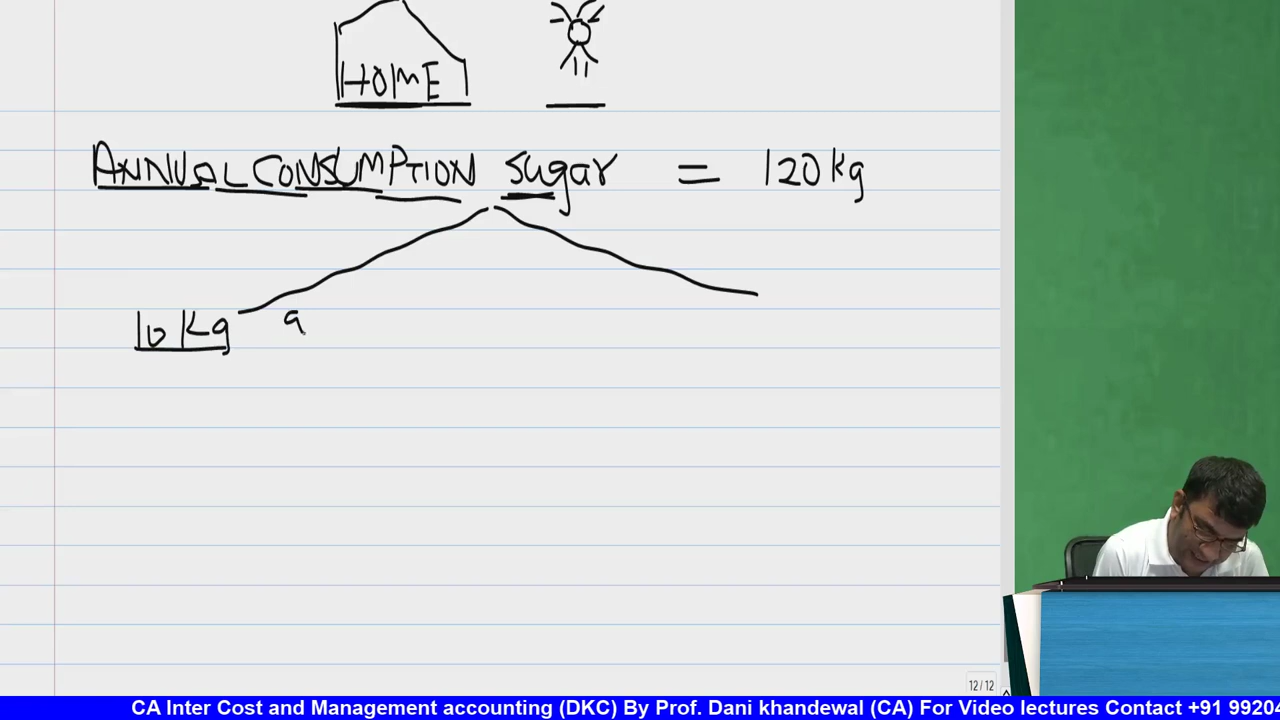 HOME
ANNUAL CONSUMPTION sugar = 120 kg
10 Kg a
12/12
CA Inter Cost and Management accounting (DKC) By Prof. Dani khandewal (CA) For Video lectures Contact +91 99204